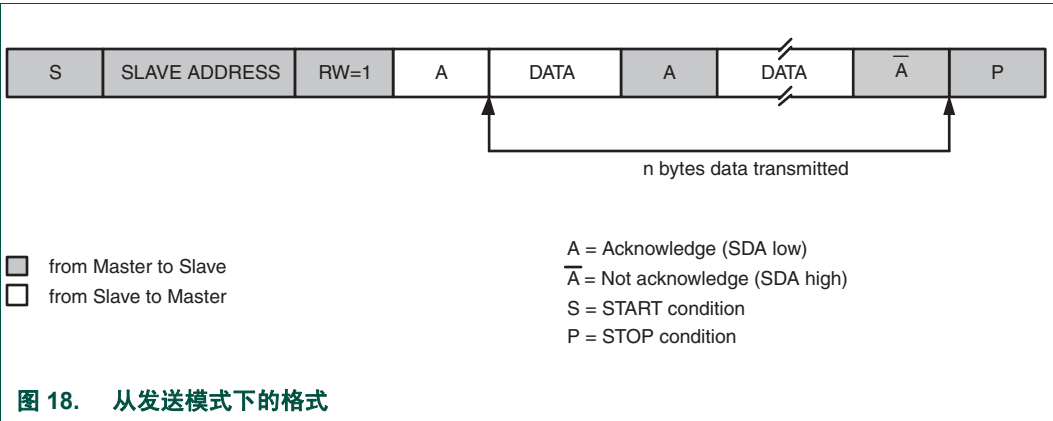 S SLAVE ADDRESS RW=1 A DATA A DATA A̅ P
n bytes data transmitted
from Master to Slave
from Slave to Master
A = Acknowledge (SDA low)
A̅ = Not acknowledge (SDA high)
S = START condition
P = STOP condition
图 18. 从发送模式下的格式